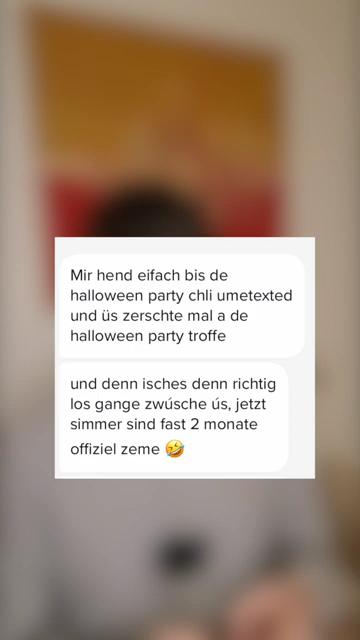 Mir hend eifach bis de
halloween party chli umetexted
und üs zerschte mal a de
halloween party troffe
und denn isches denn richtig
los gange zwúsche ús, jetzt
simmer sind fast 2 monate
offiziel zeme 🤣